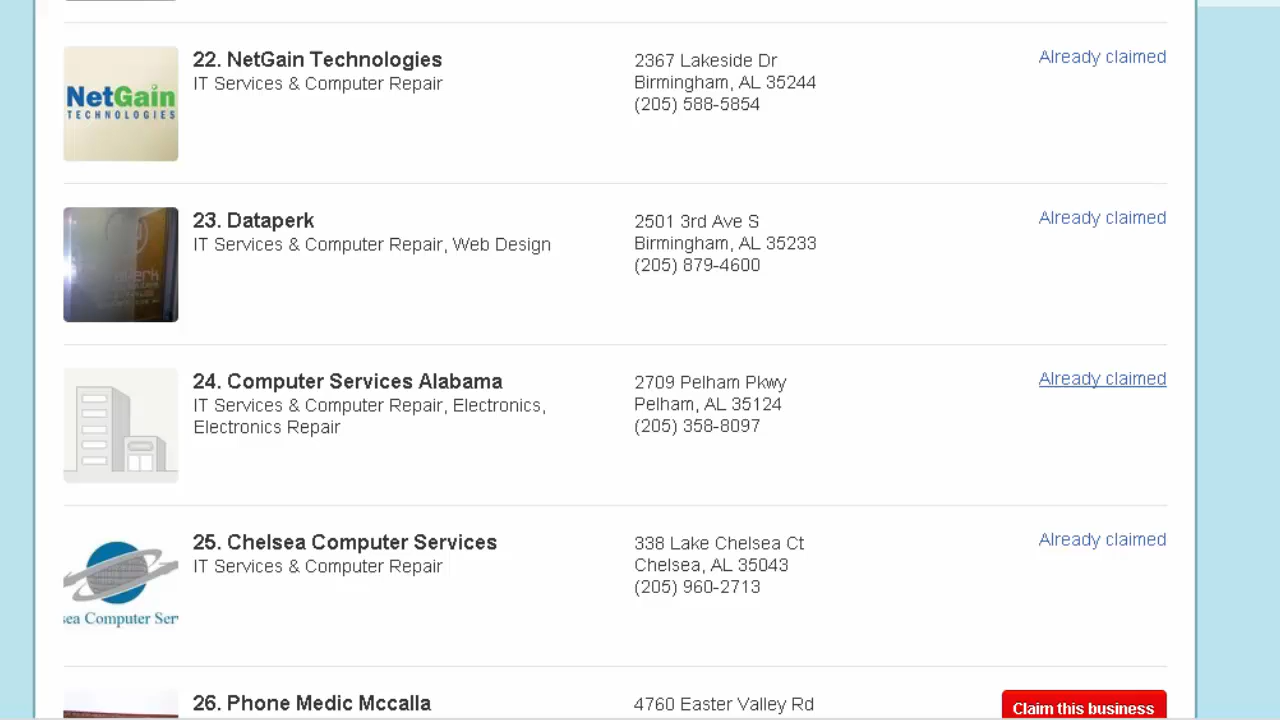 22. NetGain Technologies
IT Services & Computer Repair
2367 Lakeside Dr
Birmingham, AL 35244
(205) 588-5854
Already claimed
NetGain
TECHNOLOGIES
23. Dataperk
IT Services & Computer Repair, Web Design
2501 3rd Ave S
Birmingham, AL 35233
(205) 879-4600
Already claimed
24. Computer Services Alabama
IT Services & Computer Repair, Electronics,
Electronics Repair
2709 Pelham Pkwy
Pelham, AL 35124
(205) 358-8097
Already claimed
25. Chelsea Computer Services
IT Services & Computer Repair
338 Lake Chelsea Ct
Chelsea, AL 35043
(205) 960-2713
Already claimed
sea Computer Ser
26. Phone Medic Mccalla
4760 Easter Valley Rd
Claim this business